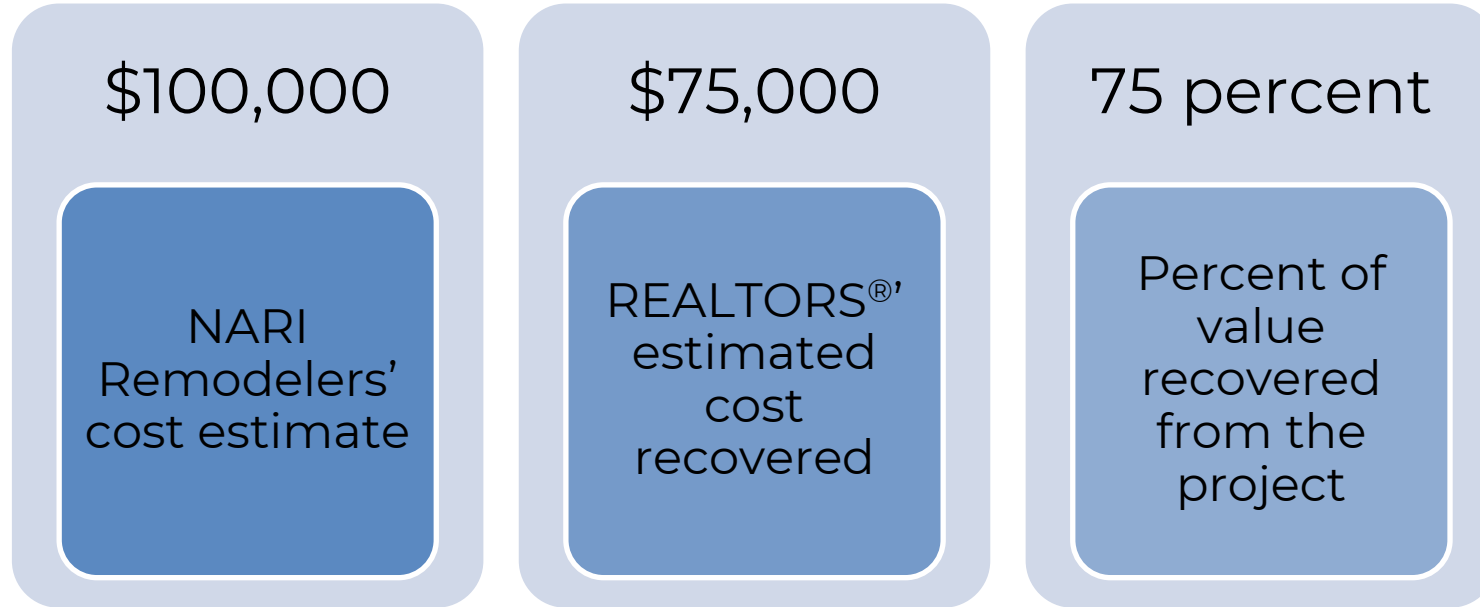 $100,000
NARI
Remodelers’
cost estimate
$75,000
REALTORS®’
estimated
cost
recovered
75 percent
Percent of
value
recovered
from the
project